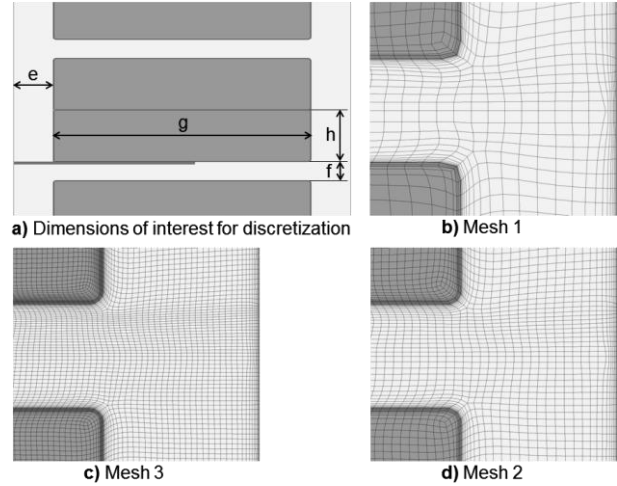 e
g
h
f
a) Dimensions of interest for discretization
b) Mesh 1
c) Mesh 3
d) Mesh 2